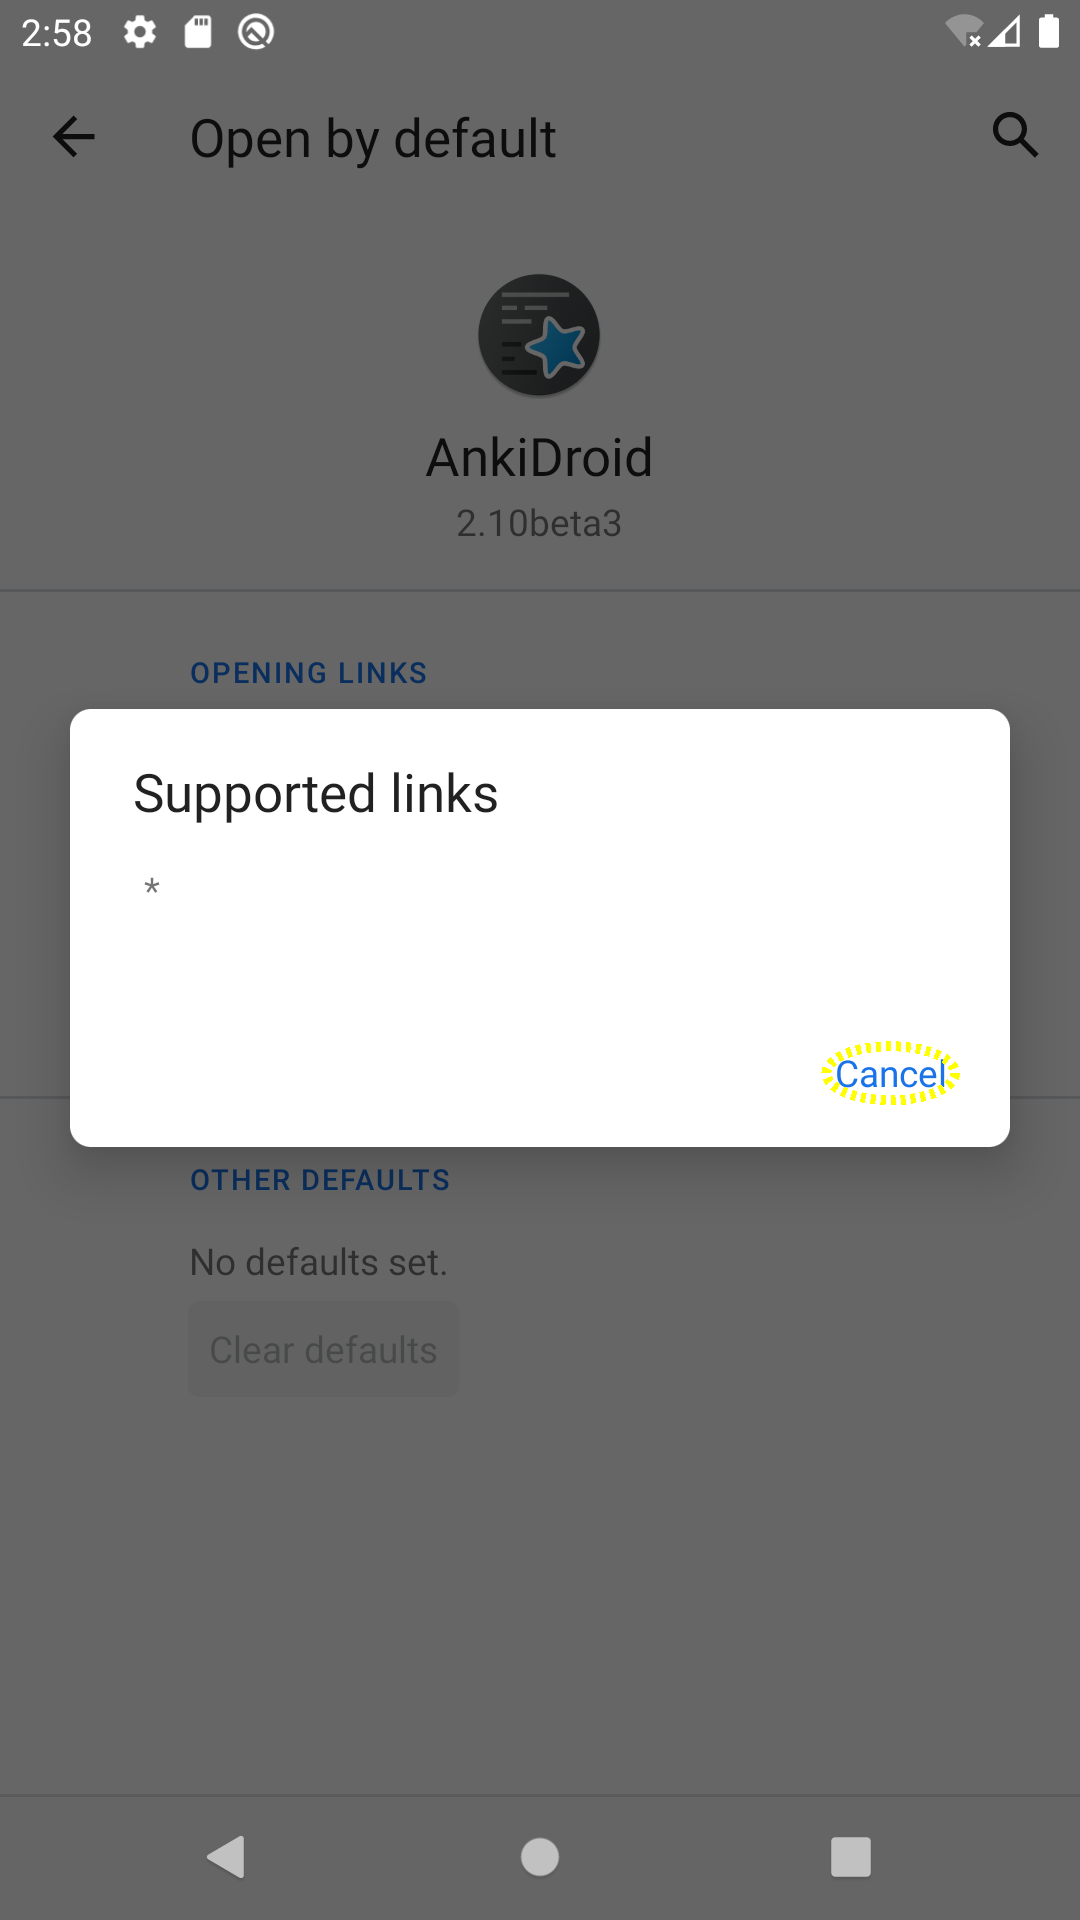 2:58
Open by default
AnkiDroid
2.10beta3
OPENING LINKS
Supported links
*
Cancel
OTHER DEFAULTS
No defaults set.
Clear defaults